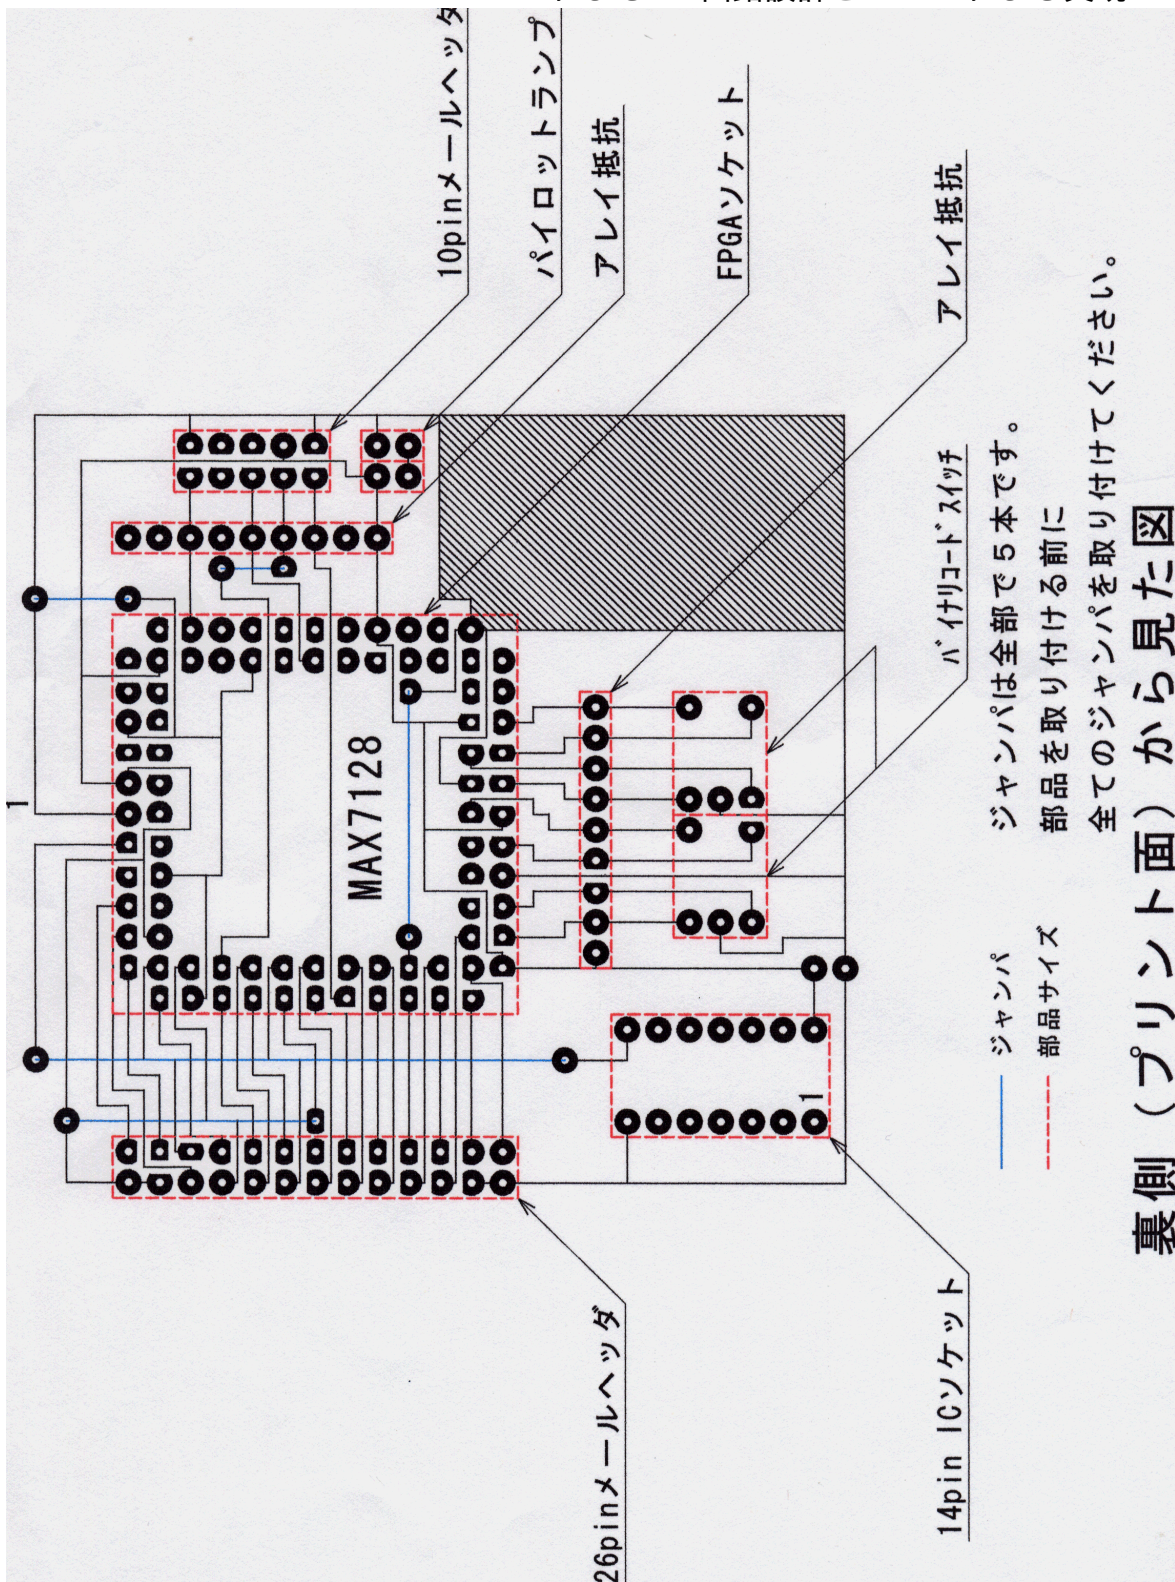 10pinメールヘッダ
パイロットランプ
アレイ抵抗
FPGAソケット
アレイ抵抗
バイナリコードスイッチ
1
MAX7128
1
26pinメールヘッダ
14pin ICソケット
ジャンパ
部品サイズ
ジャンパは全部で5本です。
部品を取り付ける前に
全てのジャンパを取り付けてください。
裏側（プリント面）から見た図